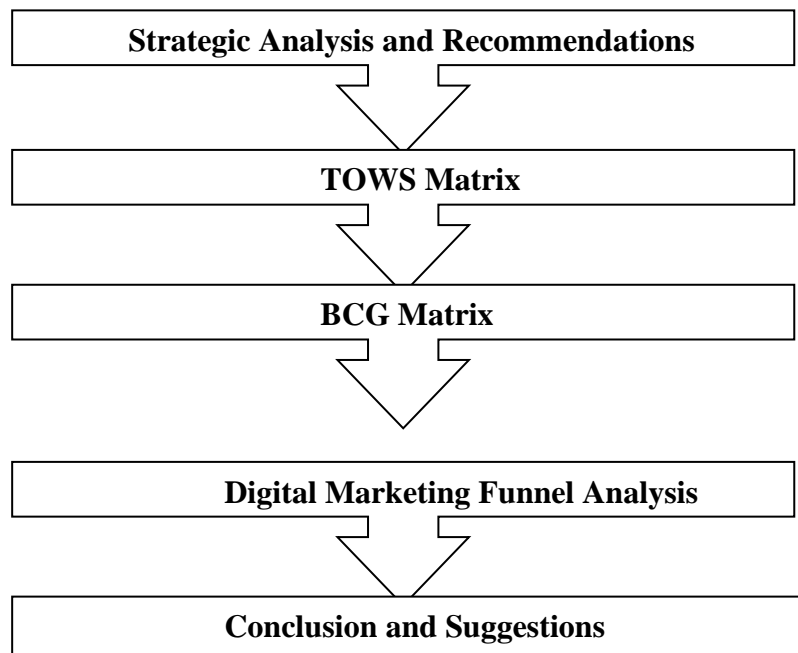 Strategic Analysis and Recommendations
TOWS Matrix
BCG Matrix
Digital Marketing Funnel Analysis
Conclusion and Suggestions